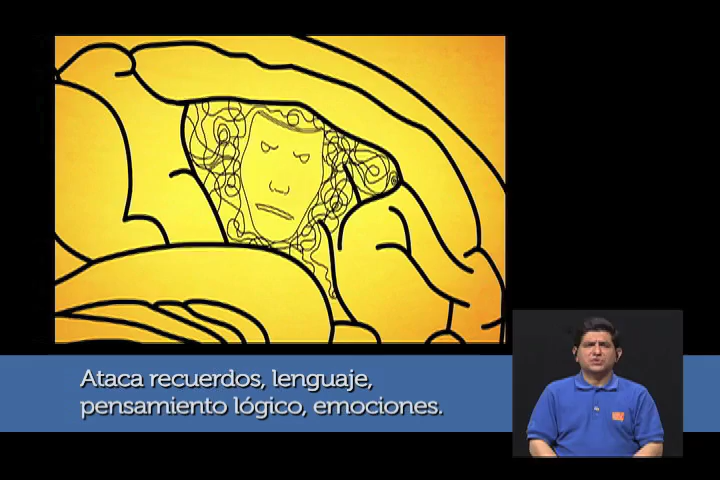 Ataca recuerdos, lenguaje,
pensamiento lógico, emociones.